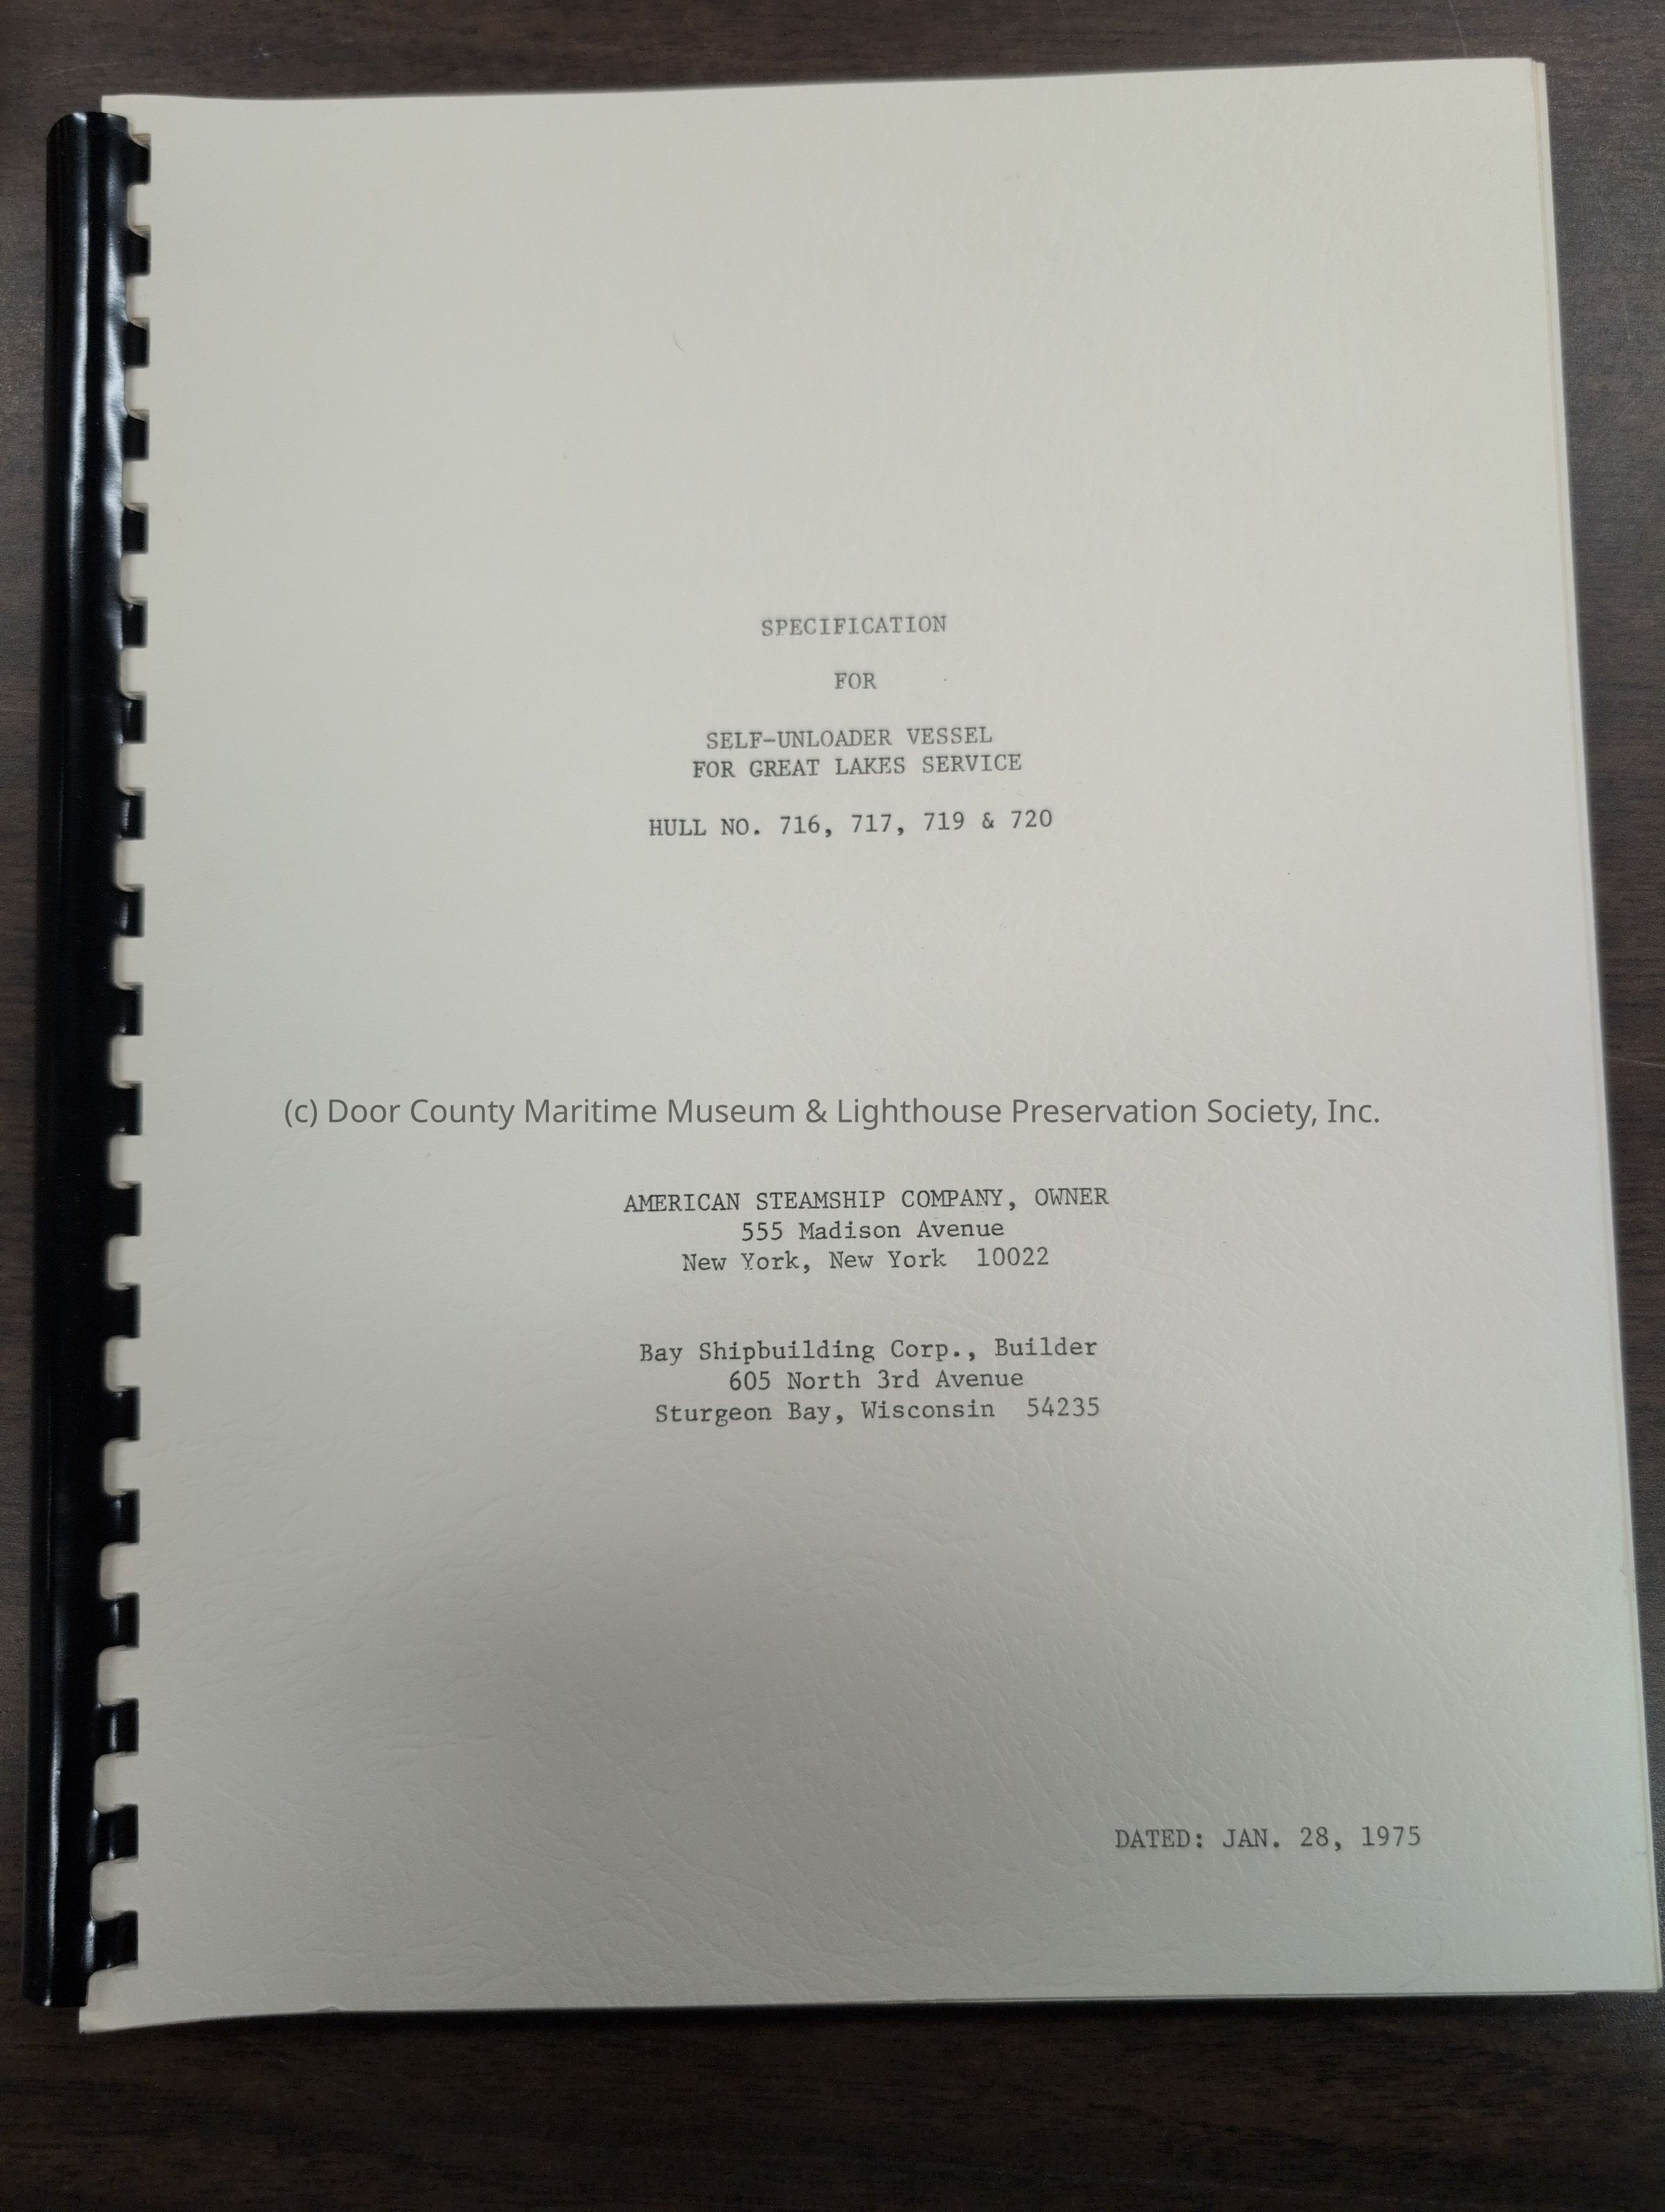 SPECIFICATION
FOR
SELF-UNLOADER VESSEL
FOR GREAT LAKES SERVICE
HULL NO. 716, 717, 719 & 720
(c) Door County Maritime Museum & Lighthouse Preservation Society, Inc.
AMERICAN STEAMSHIP COMPANY, OWNER
555 Madison Avenue
New York, New York 10022
Bay Shipbuilding Corp., Builder
605 North 3rd Avenue
Sturgeon Bay, Wisconsin 54235
DATED: JAN. 28, 1975